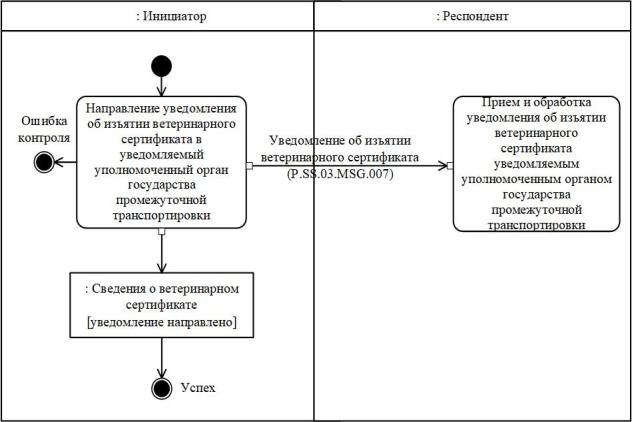 : Инициатор
: Респондент
Направление уведомления
об изъятии ветеринарного
сертификата в
уведомляемый
уполномоченный орган
государства
промежуточной
транспортировки
Ошибка
контроля
Уведомление об изъятии
ветеринарного сертификата
(P.SS.03.MSG.007)
Прием и обработка
уведомления об изъятии
ветеринарного
сертификата
уведомляемым
уполномоченным органом
государства
промежуточной
транспортировки
: Сведения о ветеринарном
сертификате
[уведомление направлено]
Успех